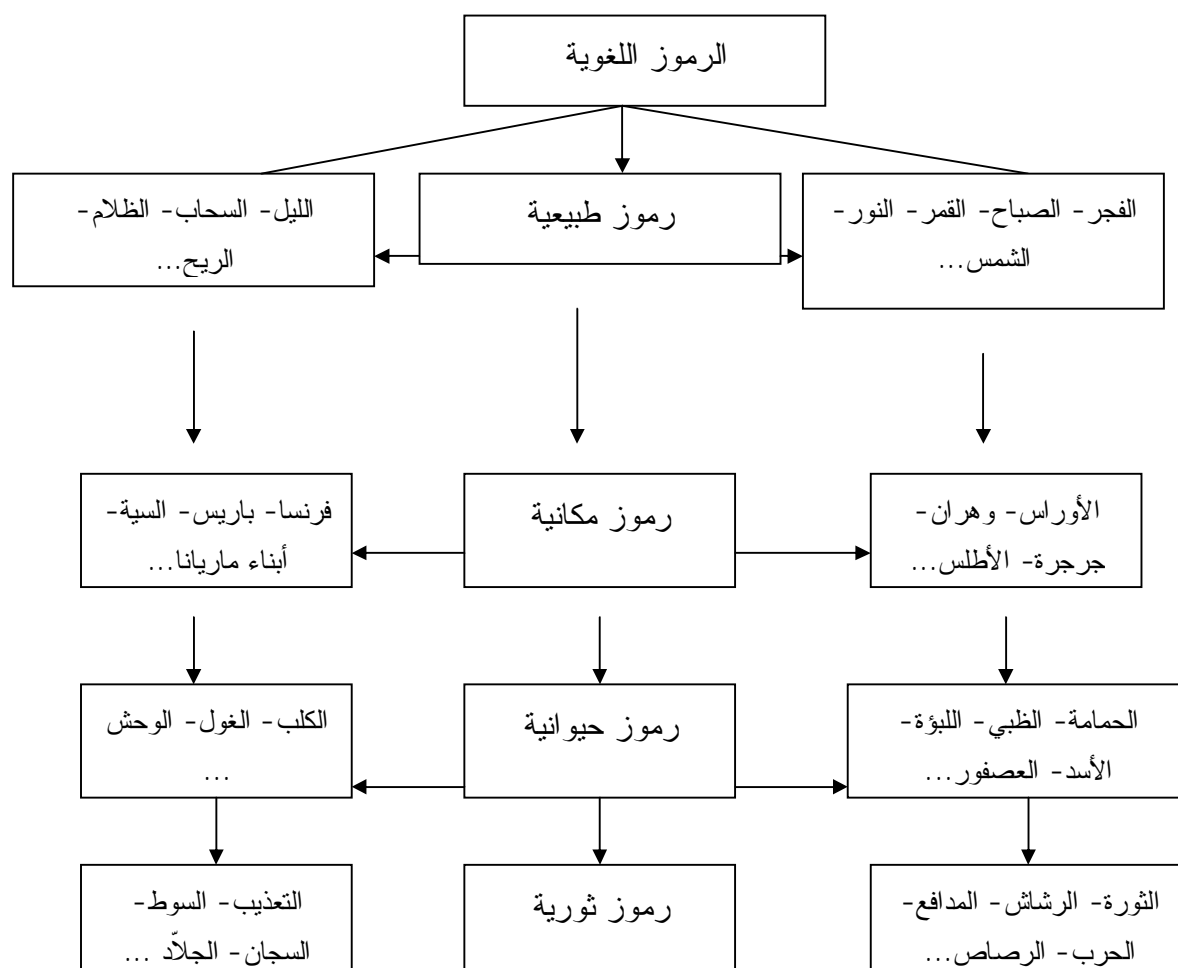 الرموز اللغوية
الفجر- الصباح- القمر- النور-
الشمس...
رموز طبيعية
الليل- السحاب- الظلام-
الريح...
الأوراس- وهران-
جرجرة- الأطلس...
رموز مكانية
فرنسا- باريس- السية-
أبناء ماريانا...
الحمامة- الظبي- اللبؤة-
الأسد- العصفور...
رموز حيوانية
الكلب- الغول- الوحش
...
الثورة- الرشاش- المدافع-
الحرب- الرصاص...
رموز ثورية
التعذيب- السوط-
السجان- الجلاّد ...